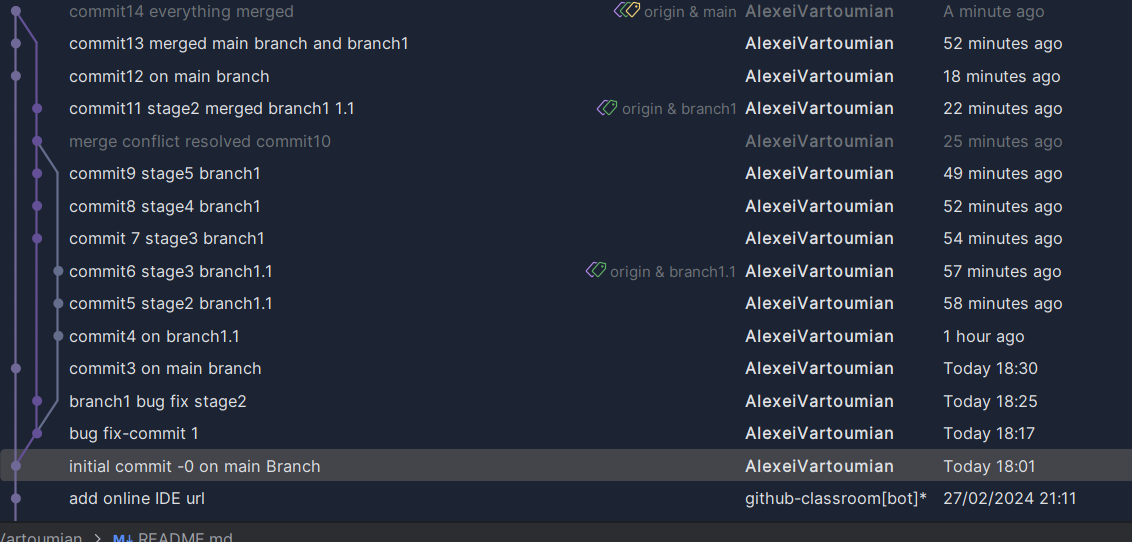 commit14 everything merged origin & main AlexeiVartoumian A minute ago
commit13 merged main branch and branch1 AlexeiVartoumian 52 minutes ago
commit12 on main branch AlexeiVartoumian 18 minutes ago
commit11 stage2 merged branch1 1.1 origin & branch1 AlexeiVartoumian 22 minutes ago
merge conflict resolved commit10 AlexeiVartoumian 25 minutes ago
commit9 stage5 branch1 AlexeiVartoumian 49 minutes ago
commit8 stage4 branch1 AlexeiVartoumian 52 minutes ago
commit 7 stage3 branch1 AlexeiVartoumian 54 minutes ago
commit6 stage3 branch1.1 origin & branch1.1 AlexeiVartoumian 57 minutes ago
commit5 stage2 branch1.1 AlexeiVartoumian 58 minutes ago
commit4 on branch1.1 AlexeiVartoumian 1 hour ago
commit3 on main branch AlexeiVartoumian Today 18:30
branch1 bug fix stage2 AlexeiVartoumian Today 18:25
bug fix-commit 1 AlexeiVartoumian Today 18:17
initial commit -0 on main Branch AlexeiVartoumian Today 18:01
add online IDE url github-classroom[bot]* 27/02/2024 21:11
Vartoumian > M↓ README.md